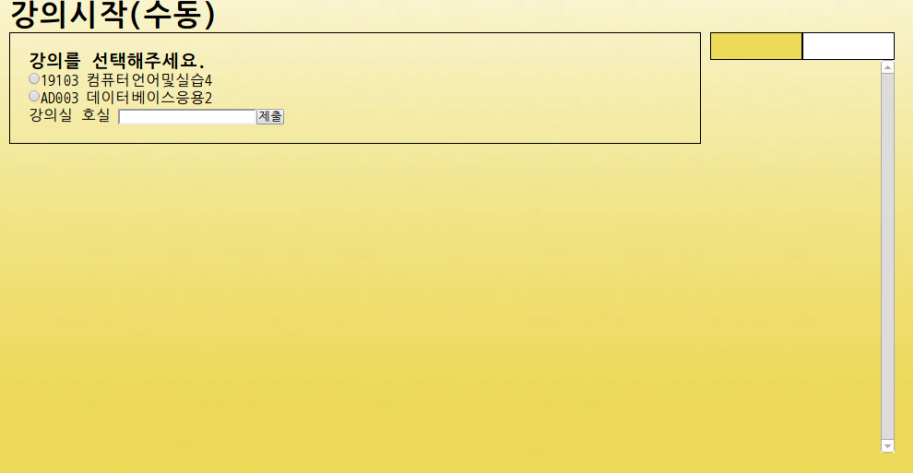 강의시작(수동)
강의를 선택해주세요.
19103 컴퓨터언어및실습4
AD003 데이터베이스응용2
강의실 호실 제출